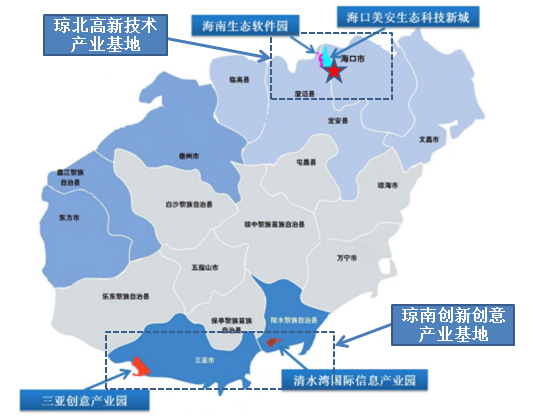 琼北高新技术
产业基地
海南生态软件园
海口美安生态科技新城
海口市
临高县
澄迈县
定安县
文昌市
儋州市
屯昌县
昌江黎族
自治县
白沙黎族自治县
琼海市
东方市
琼中黎族苗族自治县
万宁市
五指山市
乐东黎族自治县
保亭黎族苗族
自治县
陵水黎族自治县
琼南创新创意
产业基地
三亚市
清水湾国际信息产业园
三亚创意产业园